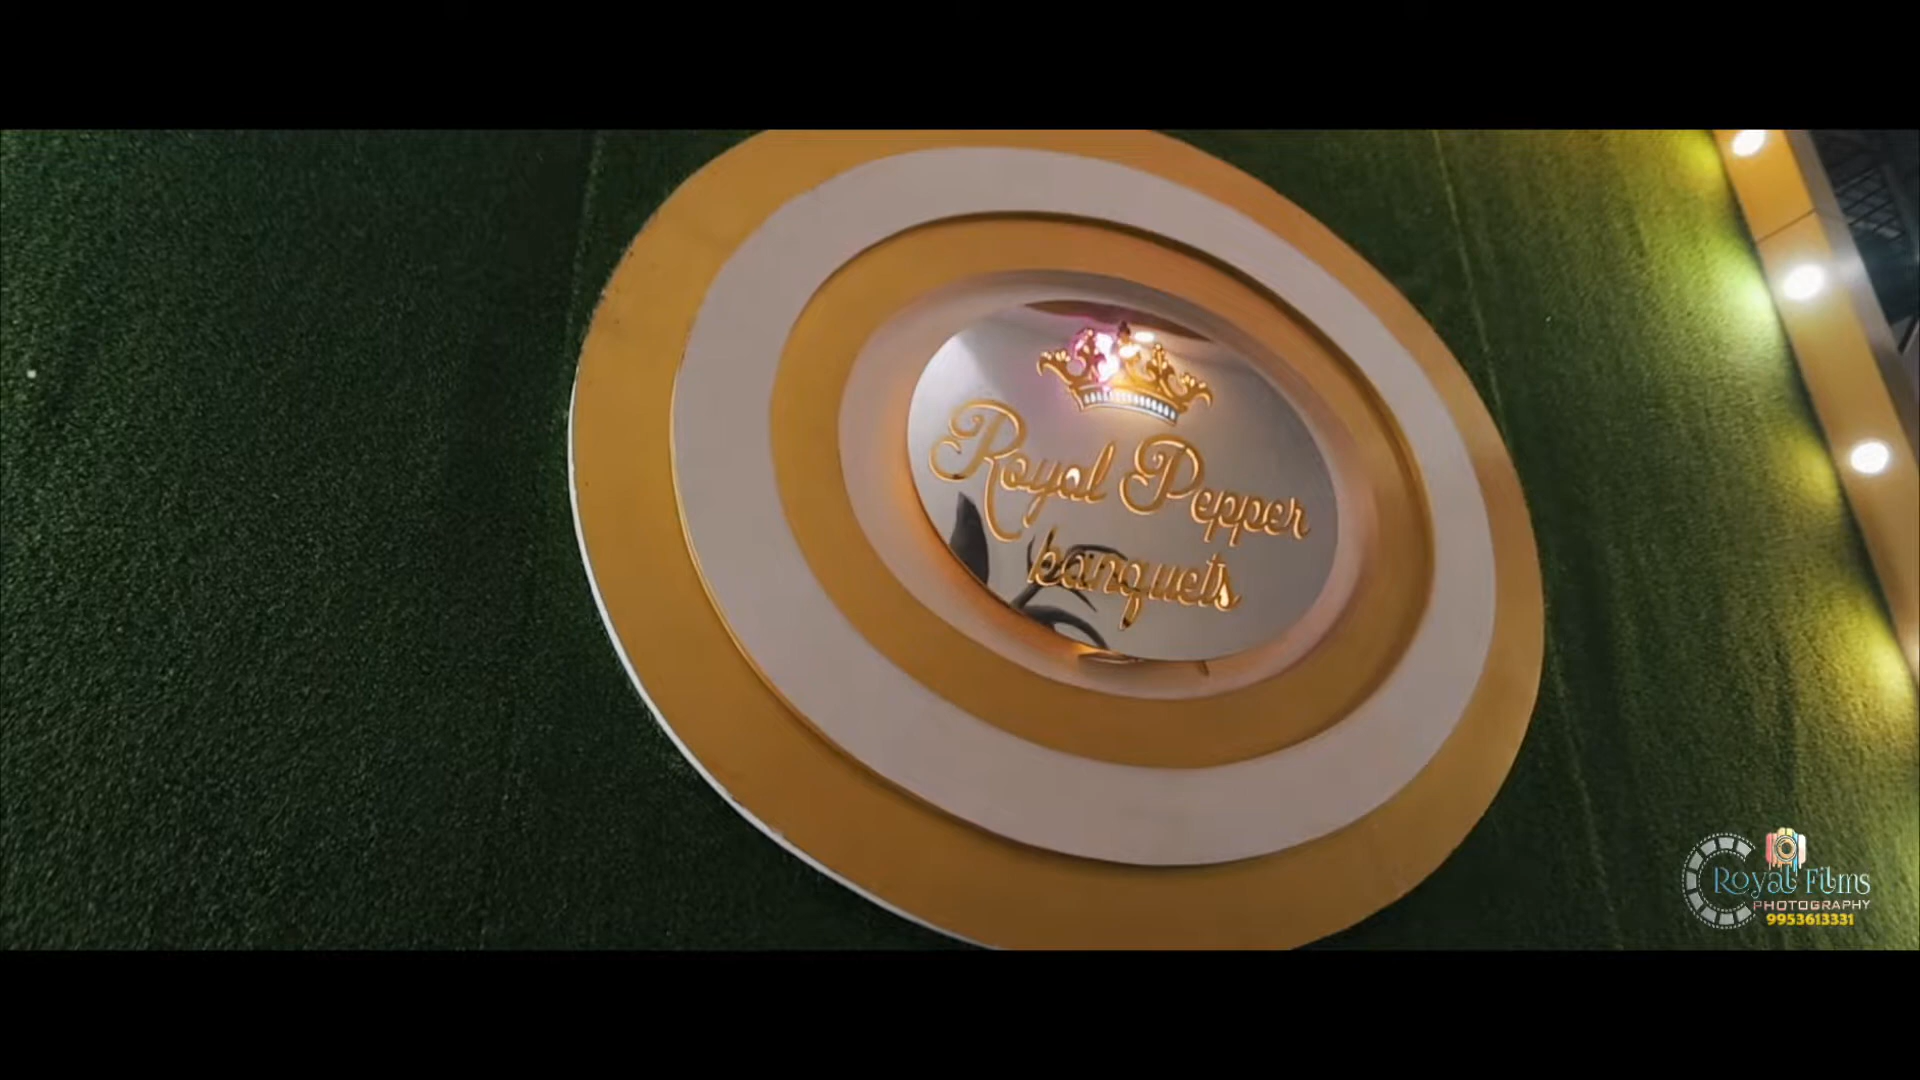 Royal Pepper
banquets
Royal Films
PHOTOGRAPHY
9953613331